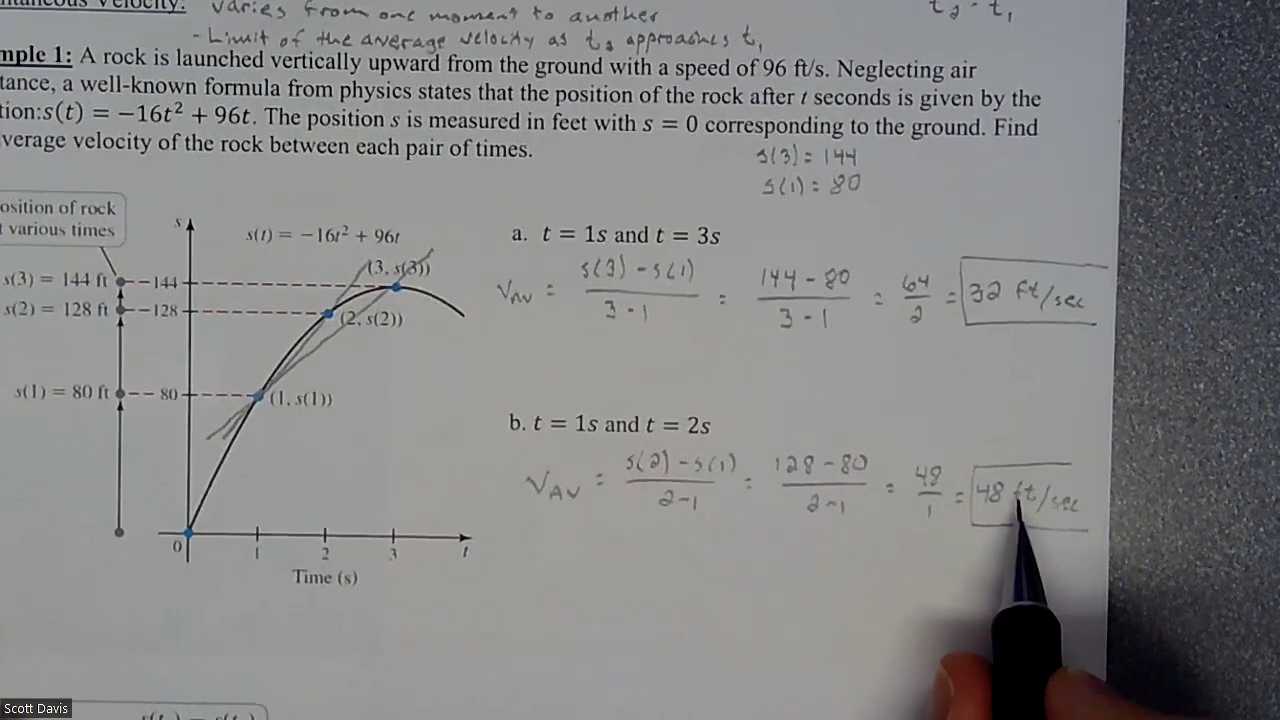 Velocity: varies from one moment to another
t₂ - t₁
- Limit of the average velocity as t₂ approaches t₁
mple 1: A rock is launched vertically upward from the ground with a speed of 96 ft/s. Neglecting air
tance, a well-known formula from physics states that the position of the rock after t seconds is given by the
tion:s(t) = −16t² + 96t. The position s is measured in feet with s = 0 corresponding to the ground. Find
verage velocity of the rock between each pair of times.
s(3) = 144
s(1) = 80
osition of rock
t various times
s
s(t) = −16t² + 96t
a. t = 1s and t = 3s
s(3) = 144 ft
144
(3, s(3))
V_AV = s(3) - s(1) / 3 - 1 = 144 - 80 / 3 - 1 = 64 / 2 = 32 ft/sec
s(2) = 128 ft
128
(2, s(2))
s(1) = 80 ft
80
(1, s(1))
b. t = 1s and t = 2s
V_AV = s(2) - s(1) / 2 - 1 = 128 - 80 / 2 - 1 = 48 / 1 = 48 ft/sec
0 1 2 3 t
Time (s)
Scott Davis